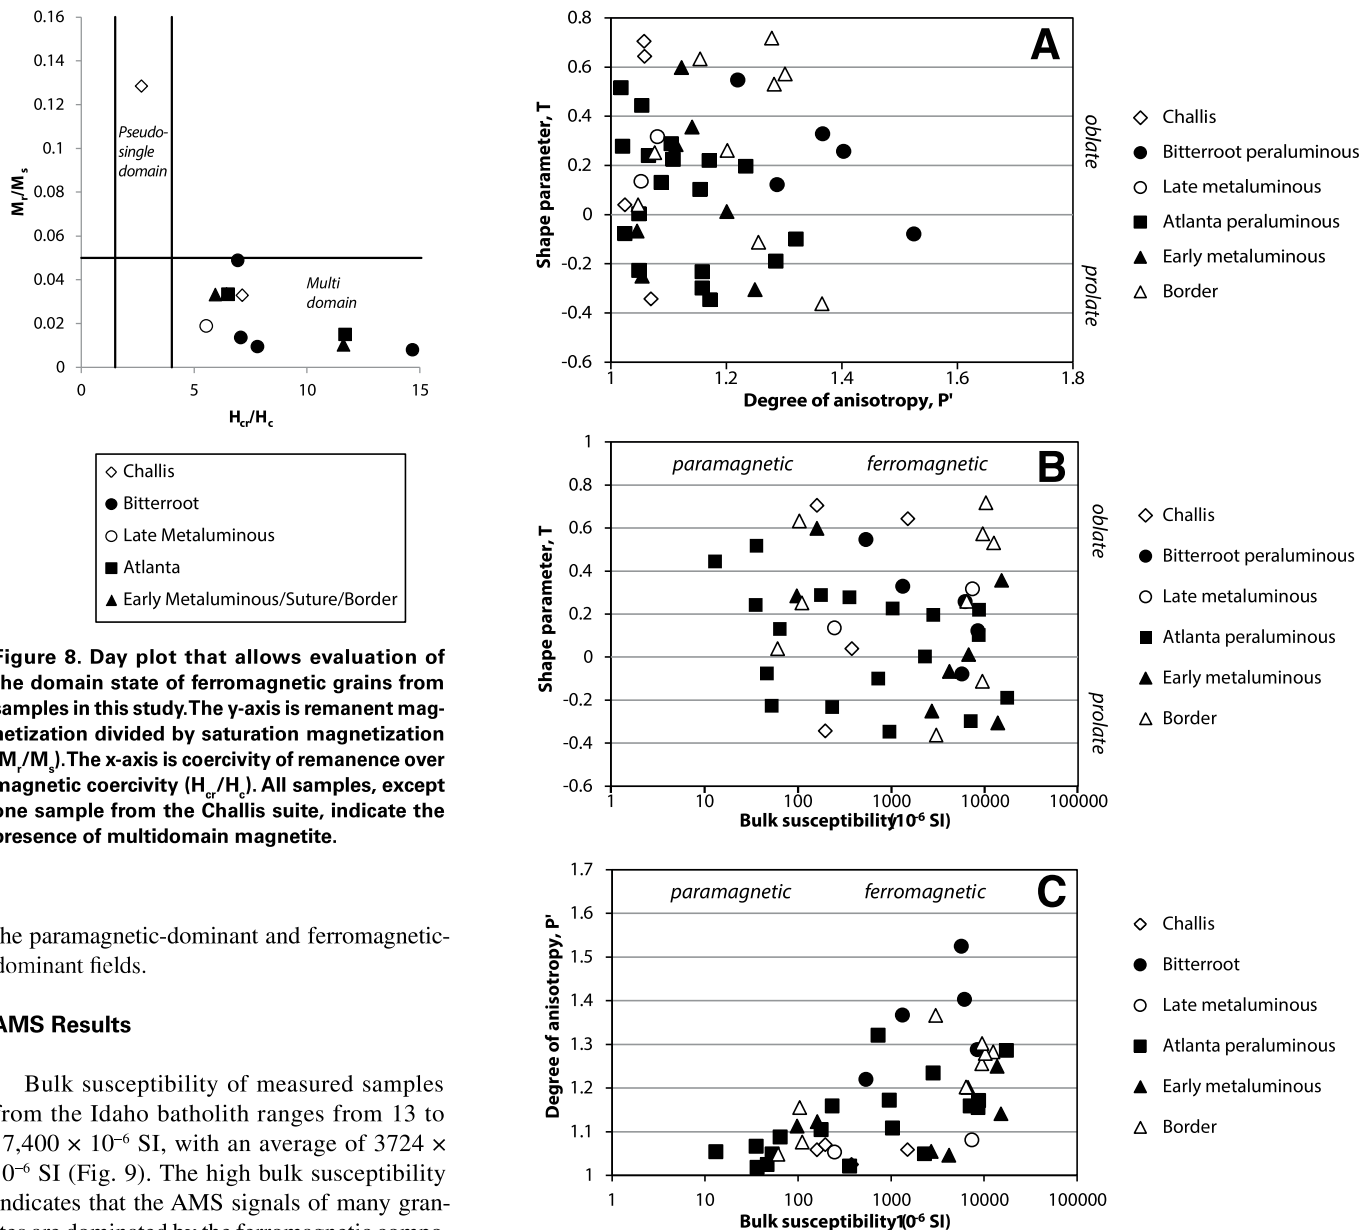 0.16
0.14
0.12
0.1
0.08
0.06
0.04
0.02
0
Mr/Ms
Pseudo-
single
domain
Multi
domain
0 5 10 15
Hcr/Hc
Challis
Bitterroot
Late Metaluminous
Atlanta
Early Metaluminous/Suture/Border
Figure 8. Day plot that allows evaluation of
the domain state of ferromagnetic grains from
samples in this study. The y-axis is remanent mag-
netization divided by saturation magnetization
(Mr/Ms). The x-axis is coercivity of remanence over
magnetic coercivity (Hcr/Hc). All samples, except
one sample from the Challis suite, indicate the
presence of multidomain magnetite.
the paramagnetic-dominant and ferromagnetic-
dominant fields.
AMS Results
Bulk susceptibility of measured samples
from the Idaho batholith ranges from 13 to
7,400 × 10–6 SI, with an average of 3724 ×
0–6 SI (Fig. 9). The high bulk susceptibility
indicates that the AMS signals of many gran-
A
0.8
0.6
0.4
0.2
0
-0.2
-0.4
-0.6
Shape parameter, T
oblate
prolate
1 1.2 1.4 1.6 1.8
Degree of anisotropy, P'
Challis
Bitterroot peraluminous
Late metaluminous
Atlanta peraluminous
Early metaluminous
Border
B
paramagnetic ferromagnetic
1
0.8
0.6
0.4
0.2
0
-0.2
-0.4
-0.6
Shape parameter, T
oblate
prolate
1 10 100 1000 10000 100000
Bulk susceptibility(10-6 SI)
Challis
Bitterroot peraluminous
Late metaluminous
Atlanta peraluminous
Early metaluminous
Border
C
paramagnetic ferromagnetic
1.7
1.6
1.5
1.4
1.3
1.2
1.1
1
Degree of anisotropy, P'
1 10 100 1000 10000 100000
Bulk susceptibility(10-6 SI)
Challis
Bitterroot
Late metaluminous
Atlanta peraluminous
Early metaluminous
Border